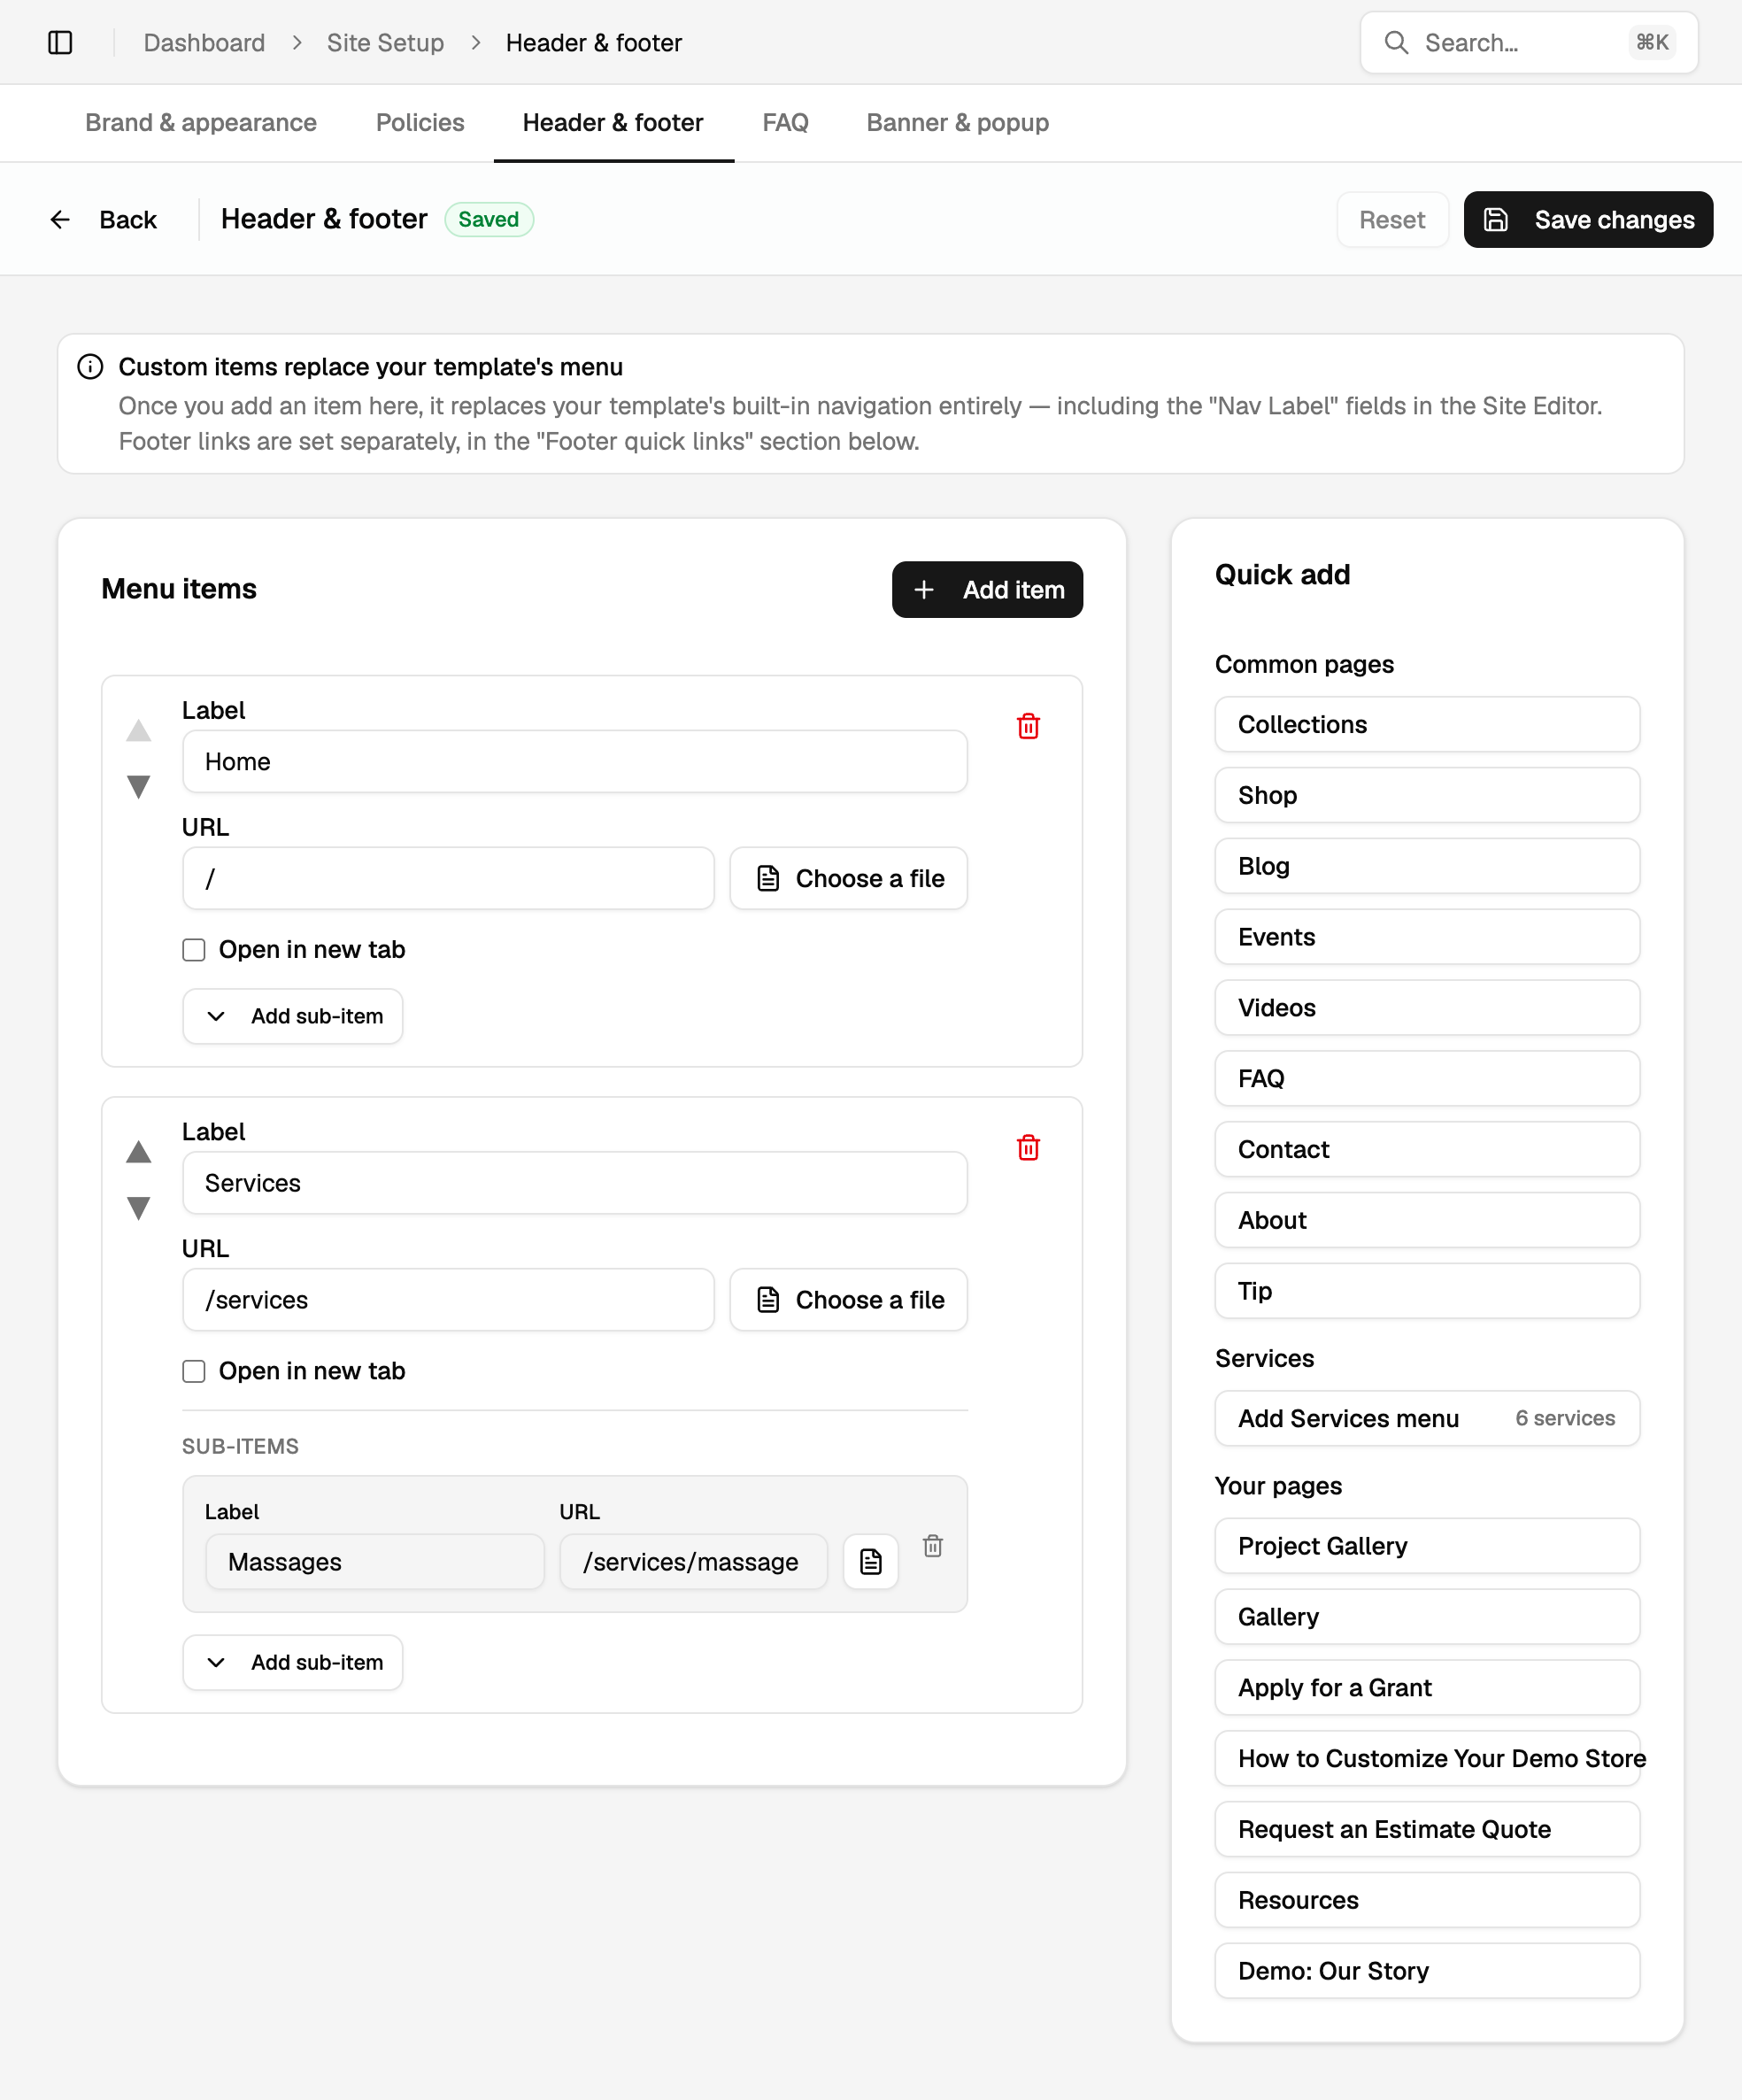 Dashboard > Site Setup > Header & footer
Search... ⌘K
Brand & appearance
Policies
Header & footer
FAQ
Banner & popup
Back
Header & footer
Saved
Reset
Save changes
Custom items replace your template's menu
Once you add an item here, it replaces your template's built-in navigation entirely — including the "Nav Label" fields in the Site Editor.
Footer links are set separately, in the "Footer quick links" section below.
Menu items
Add item
Label
Home
URL
/
Choose a file
Open in new tab
Add sub-item
Label
Services
URL
/services
Choose a file
Open in new tab
SUB-ITEMS
Label
URL
Massages
/services/massage
Add sub-item
Quick add
Common pages
Collections
Shop
Blog
Events
Videos
FAQ
Contact
About
Tip
Services
Add Services menu
6 services
Your pages
Project Gallery
Gallery
Apply for a Grant
How to Customize Your Demo Store
Request an Estimate Quote
Resources
Demo: Our Story